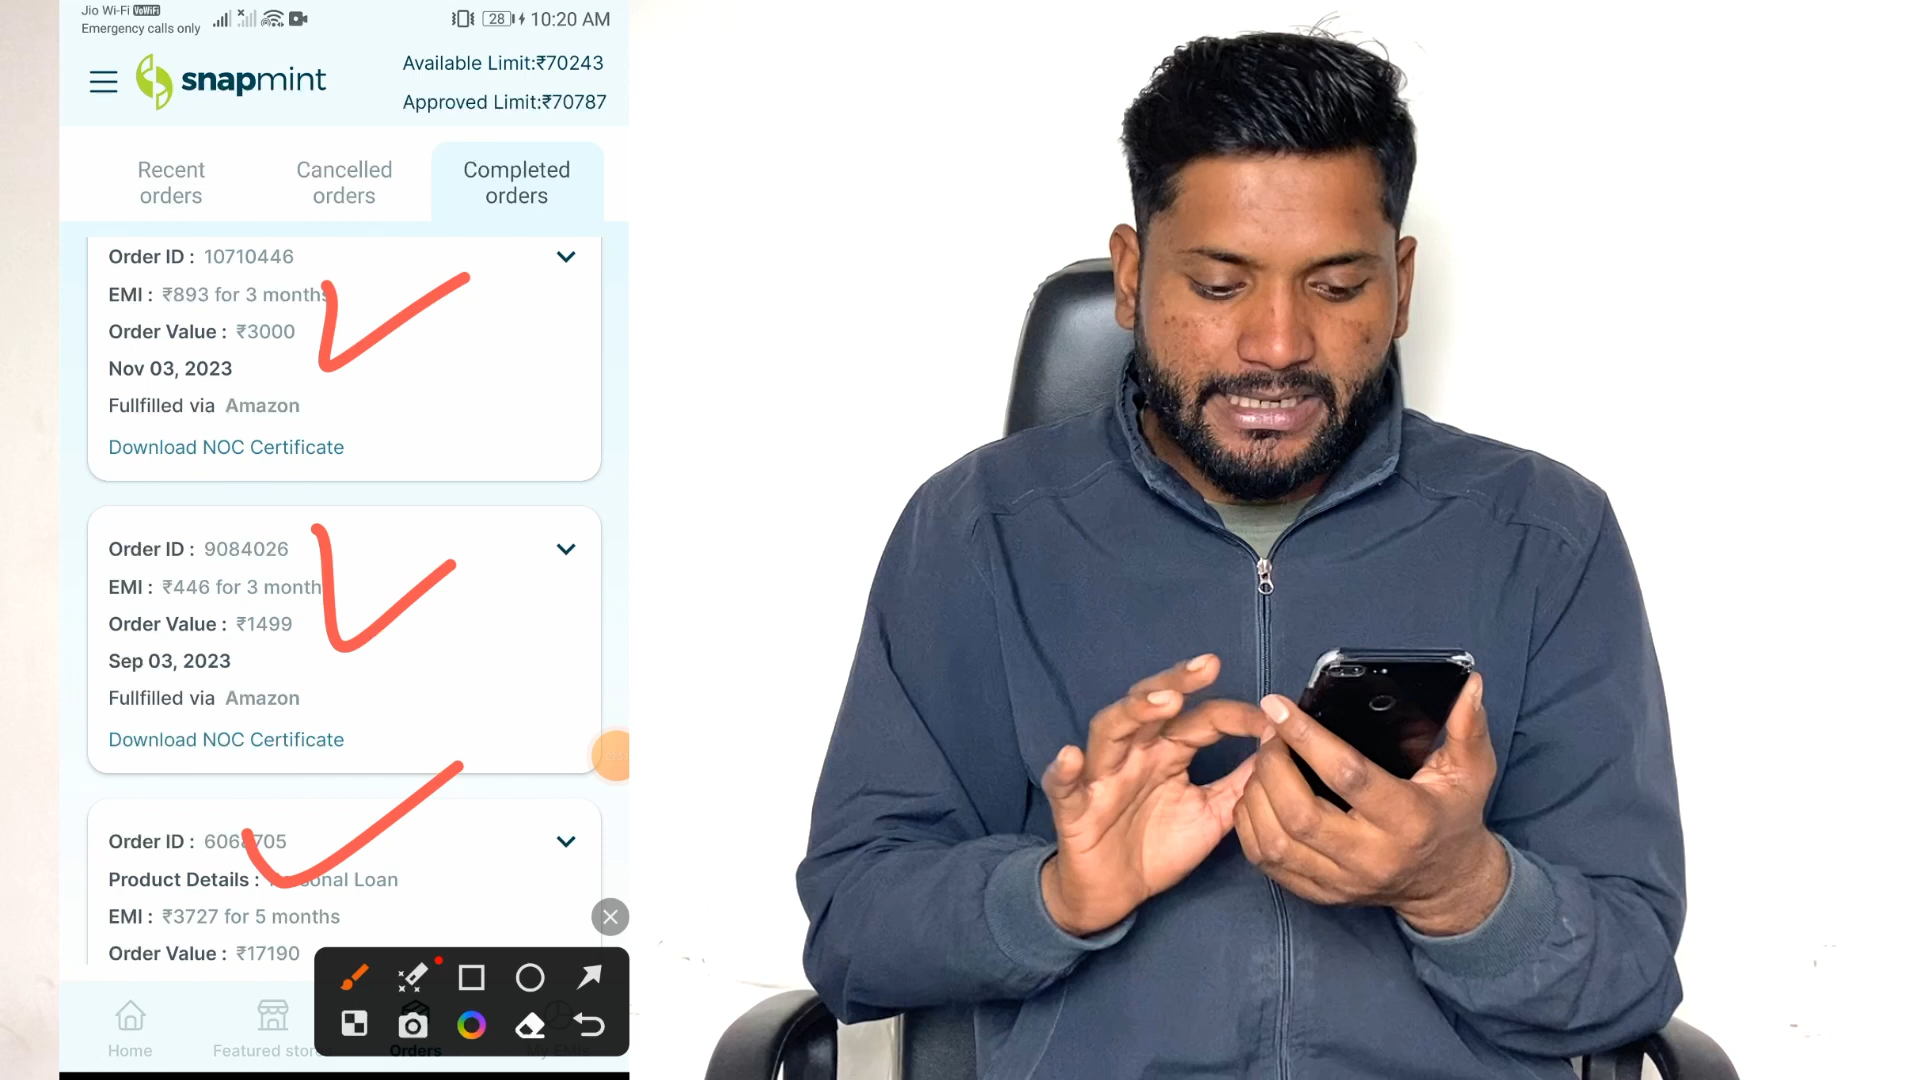 Jio Wi-Fi VoWiFi
Emergency calls only
28
10:20 AM
snapmint
Available Limit:₹70243
Approved Limit:₹70787
Recent orders
Cancelled orders
Completed orders
Order ID : 10710446
EMI : ₹893 for 3 months
Order Value : ₹3000
Nov 03, 2023
Fullfilled via Amazon
Download NOC Certificate
Order ID : 9084026
EMI : ₹446 for 3 month
Order Value : ₹1499
Sep 03, 2023
Fullfilled via Amazon
Download NOC Certificate
Order ID :
Product Details : Loan
EMI : ₹3727 for 5 months
Order Value : ₹17190
Home
Featured
Orders